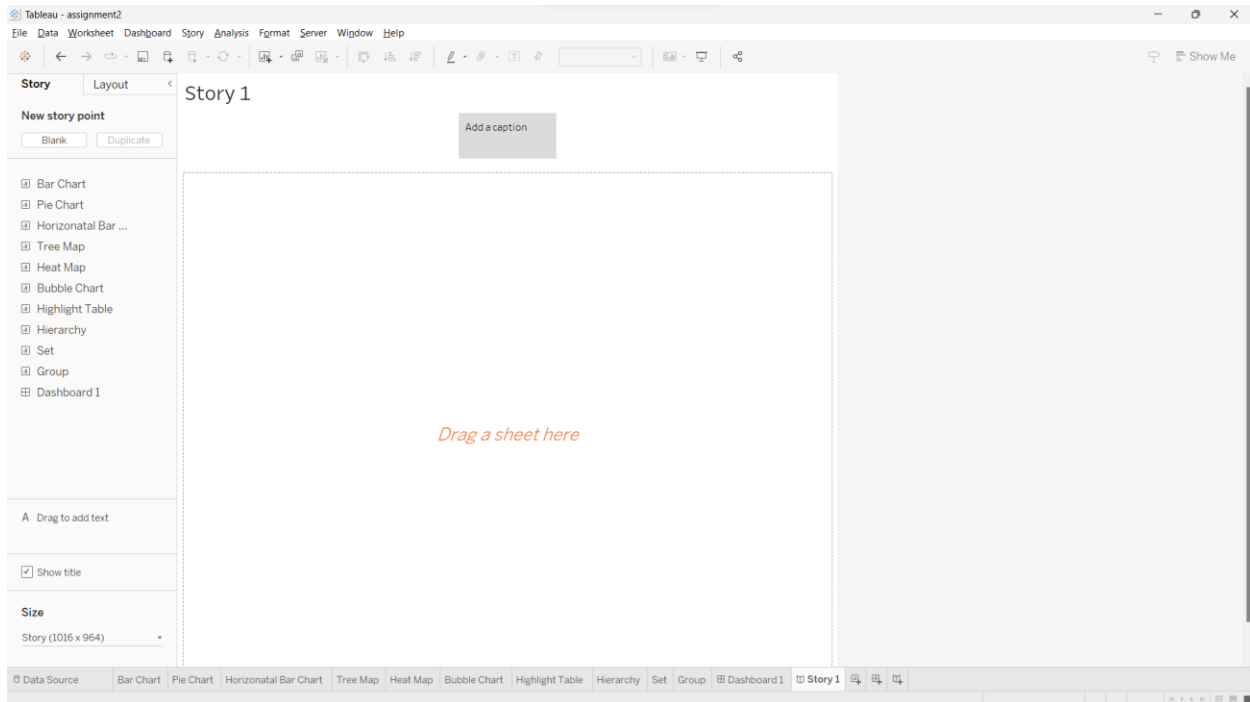 Tableau - assignment2
File Data Worksheet Dashboard Story Analysis Format Server Window Help
Show Me
Story Layout
New story point
Blank Duplicate
Bar Chart
Pie Chart
Horizonatal Bar ...
Tree Map
Heat Map
Bubble Chart
Highlight Table
Hierarchy
Set
Group
Dashboard 1
A Drag to add text
Show title
Size
Story (1016 x 964)
Story 1
Add a caption
Drag a sheet here
Data Source Bar Chart Pie Chart Horizonatal Bar Chart Tree Map Heat Map Bubble Chart Highlight Table Hierarchy Set Group Dashboard 1 Story 1